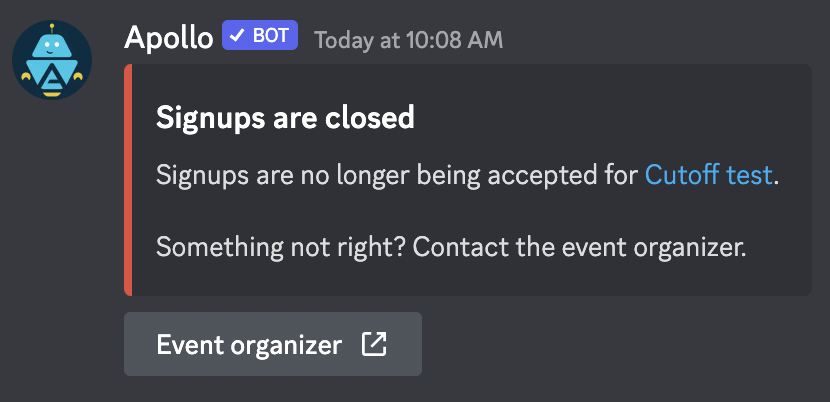 Apollo BOT Today at 10:08 AM
Signups are closed
Signups are no longer being accepted for Cutoff test.
Something not right? Contact the event organizer.
Event organizer